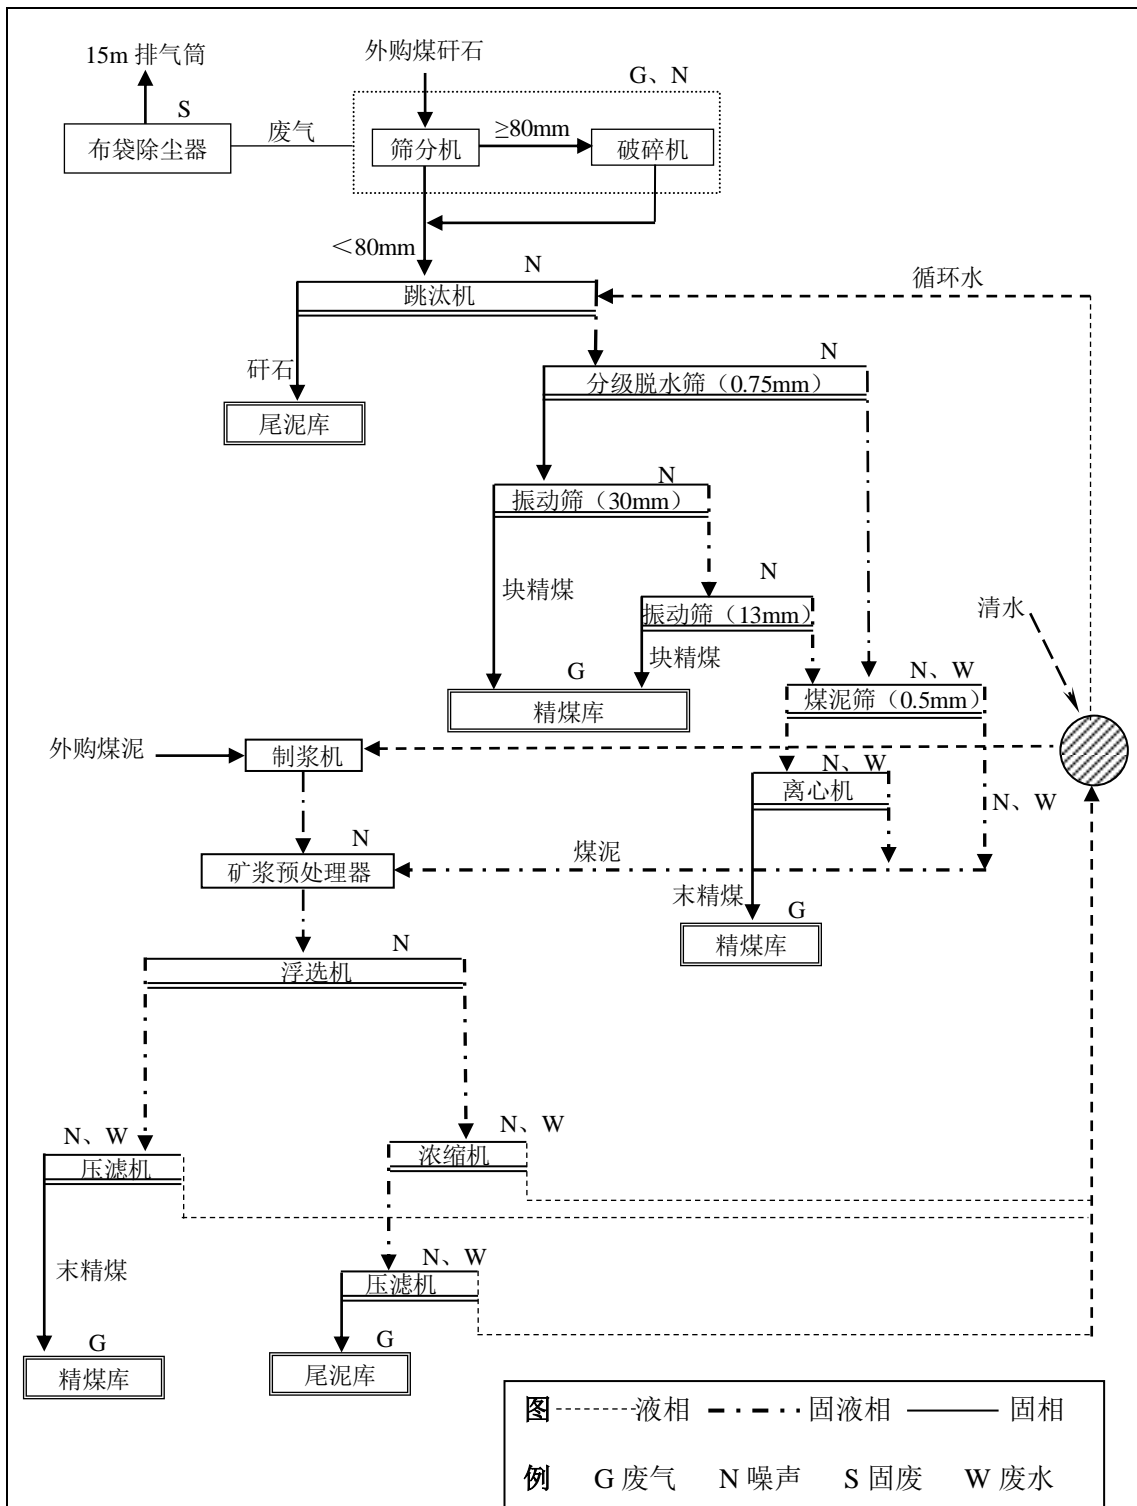 外购煤矸石
15m 排气筒
G、N
S
废气
≥80mm
布袋除尘器
筛分机
破碎机
＜80mm
N
循环水
跳汰机
N
矸石
分级脱水筛（0.75mm）
尾泥库
N
振动筛（30mm）
N
块精煤
振动筛（13mm）
清水
块精煤
G
N、W
精煤库
煤泥筛（0.5mm）
外购煤泥
制浆机
N、W
离心机
N、W
N
煤泥
矿浆预处理器
末精煤
G
N
精煤库
浮选机
N、W
N、W
压滤机
浓缩机
末精煤
N、W
压滤机
G
G
精煤库
尾泥库
图 液相 固液相 固相
例 G 废气 N 噪声 S 固废 W 废水